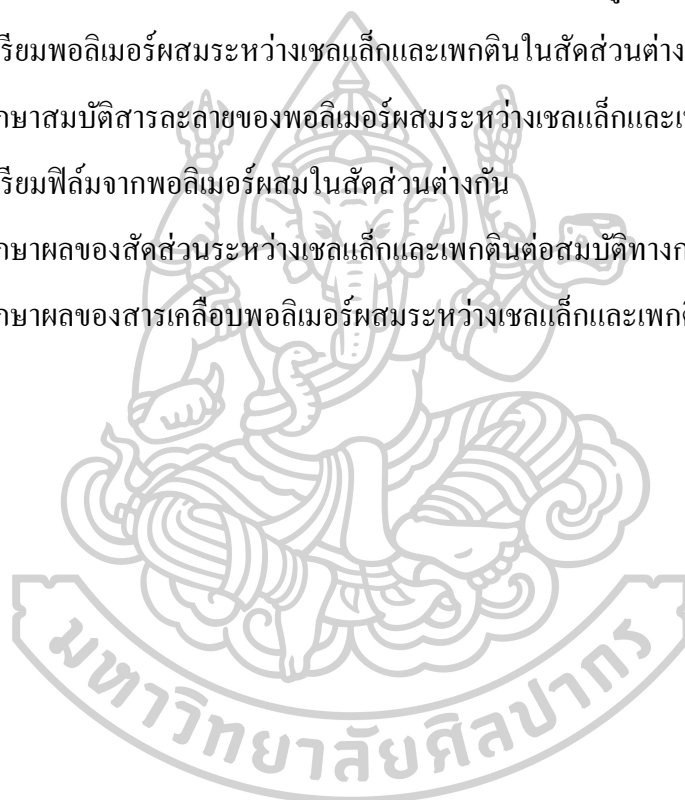 รียมพอลิเมอร์ผสมระหว่างเชลแล็กและเพกตินในสัดส่วนต่าง
กษาสมบัติสารละลายของพอลิเมอร์ผสมระหว่างเชลแล็กและเ
รียมฟิล์มจากพอลิเมอร์ผสมในสัดส่วนต่างกัน
กษาผลของสัดส่วนระหว่างเชลแล็กและเพกตินต่อสมบัติทางก
กษาผลของสารเคลือบพอลิเมอร์ผสมระหว่างเชลแล็กและเพกต
มหาวิทยาลัยศิลปากร